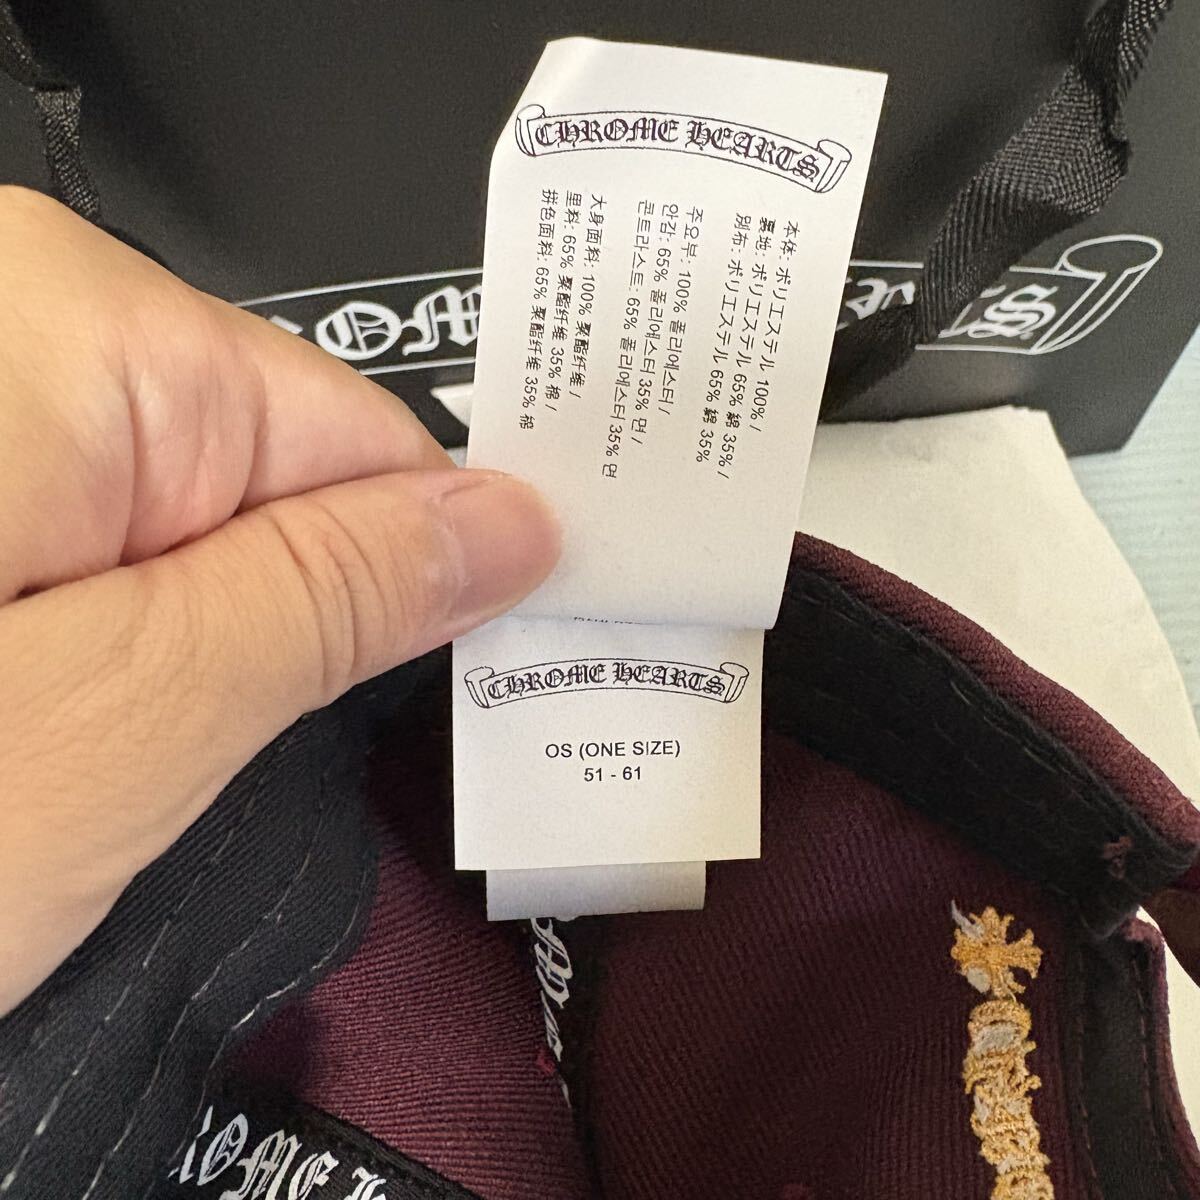 CHROME HEARTS
本体: ポリエステル 100% /
裏地: ポリエステル 65% 綿 35% /
別布: ポリエステル 65% 綿 35%
주요부: 100% 폴리에스터 /
안감: 65% 폴리에스터 35% 면 /
콘트라스트: 65% 폴리에스터 35% 면
大身面料: 100% 聚酯纤维 /
里料: 65% 聚酯纤维 35% 棉 /
拼色面料: 65% 聚酯纤维 35% 棉
CHROME HEARTS
OS (ONE SIZE)
51 - 61